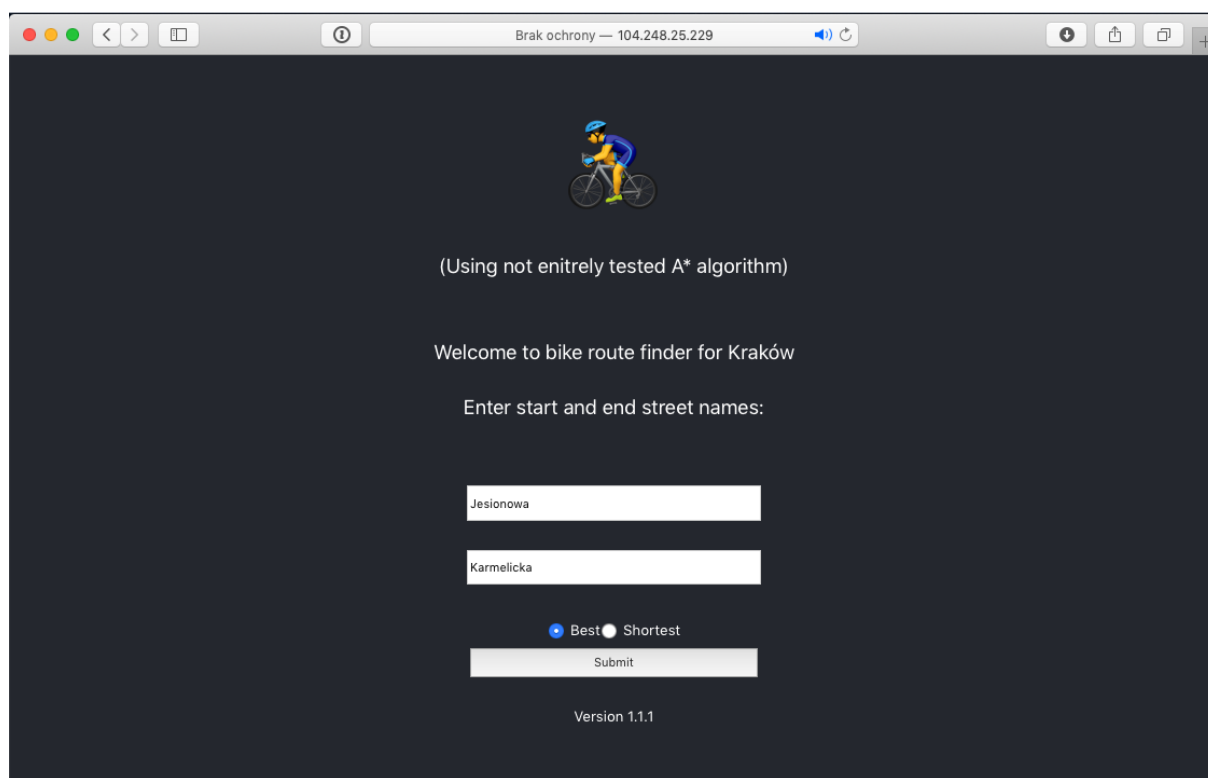 Brak ochrony — 104.248.25.229
(Using not enitrely tested A* algorithm)
Welcome to bike route finder for Kraków
Enter start and end street names:
Jesionowa
Karmelicka
Best Shortest
Submit
Version 1.1.1